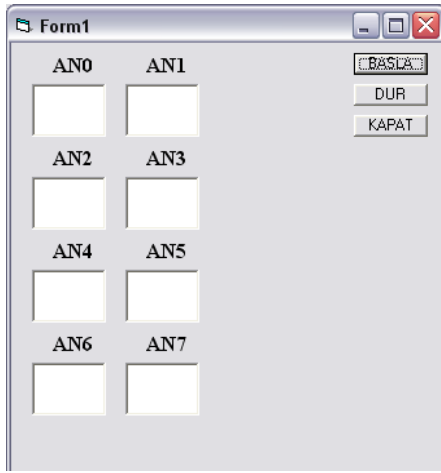 Form1
AN0 AN1 BASLA
DUR
KAPAT
AN2 AN3
AN4 AN5
AN6 AN7